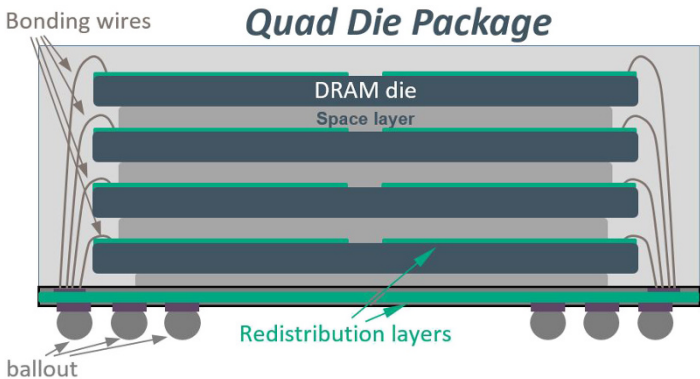 Quad Die Package
Bonding wires
DRAM die
Space layer
Redistribution layers
ballout